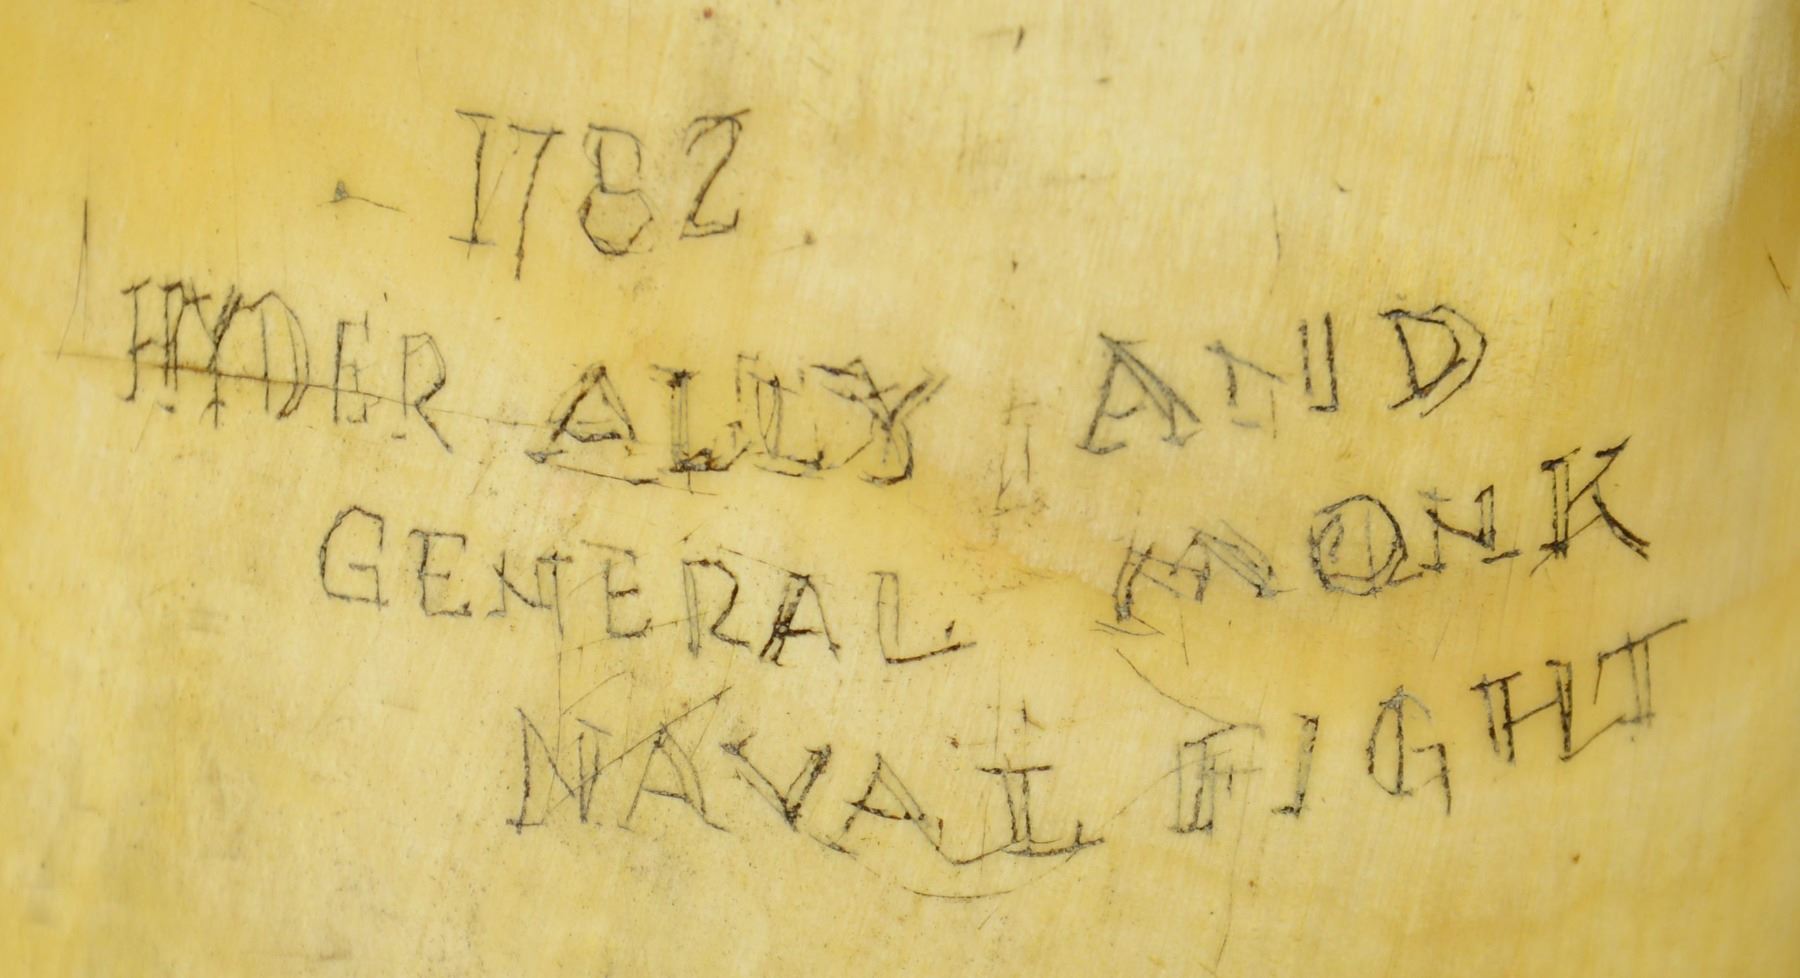 1782
HYDER ALLY AND
GENERAL MONK
NAVAL FIGHT